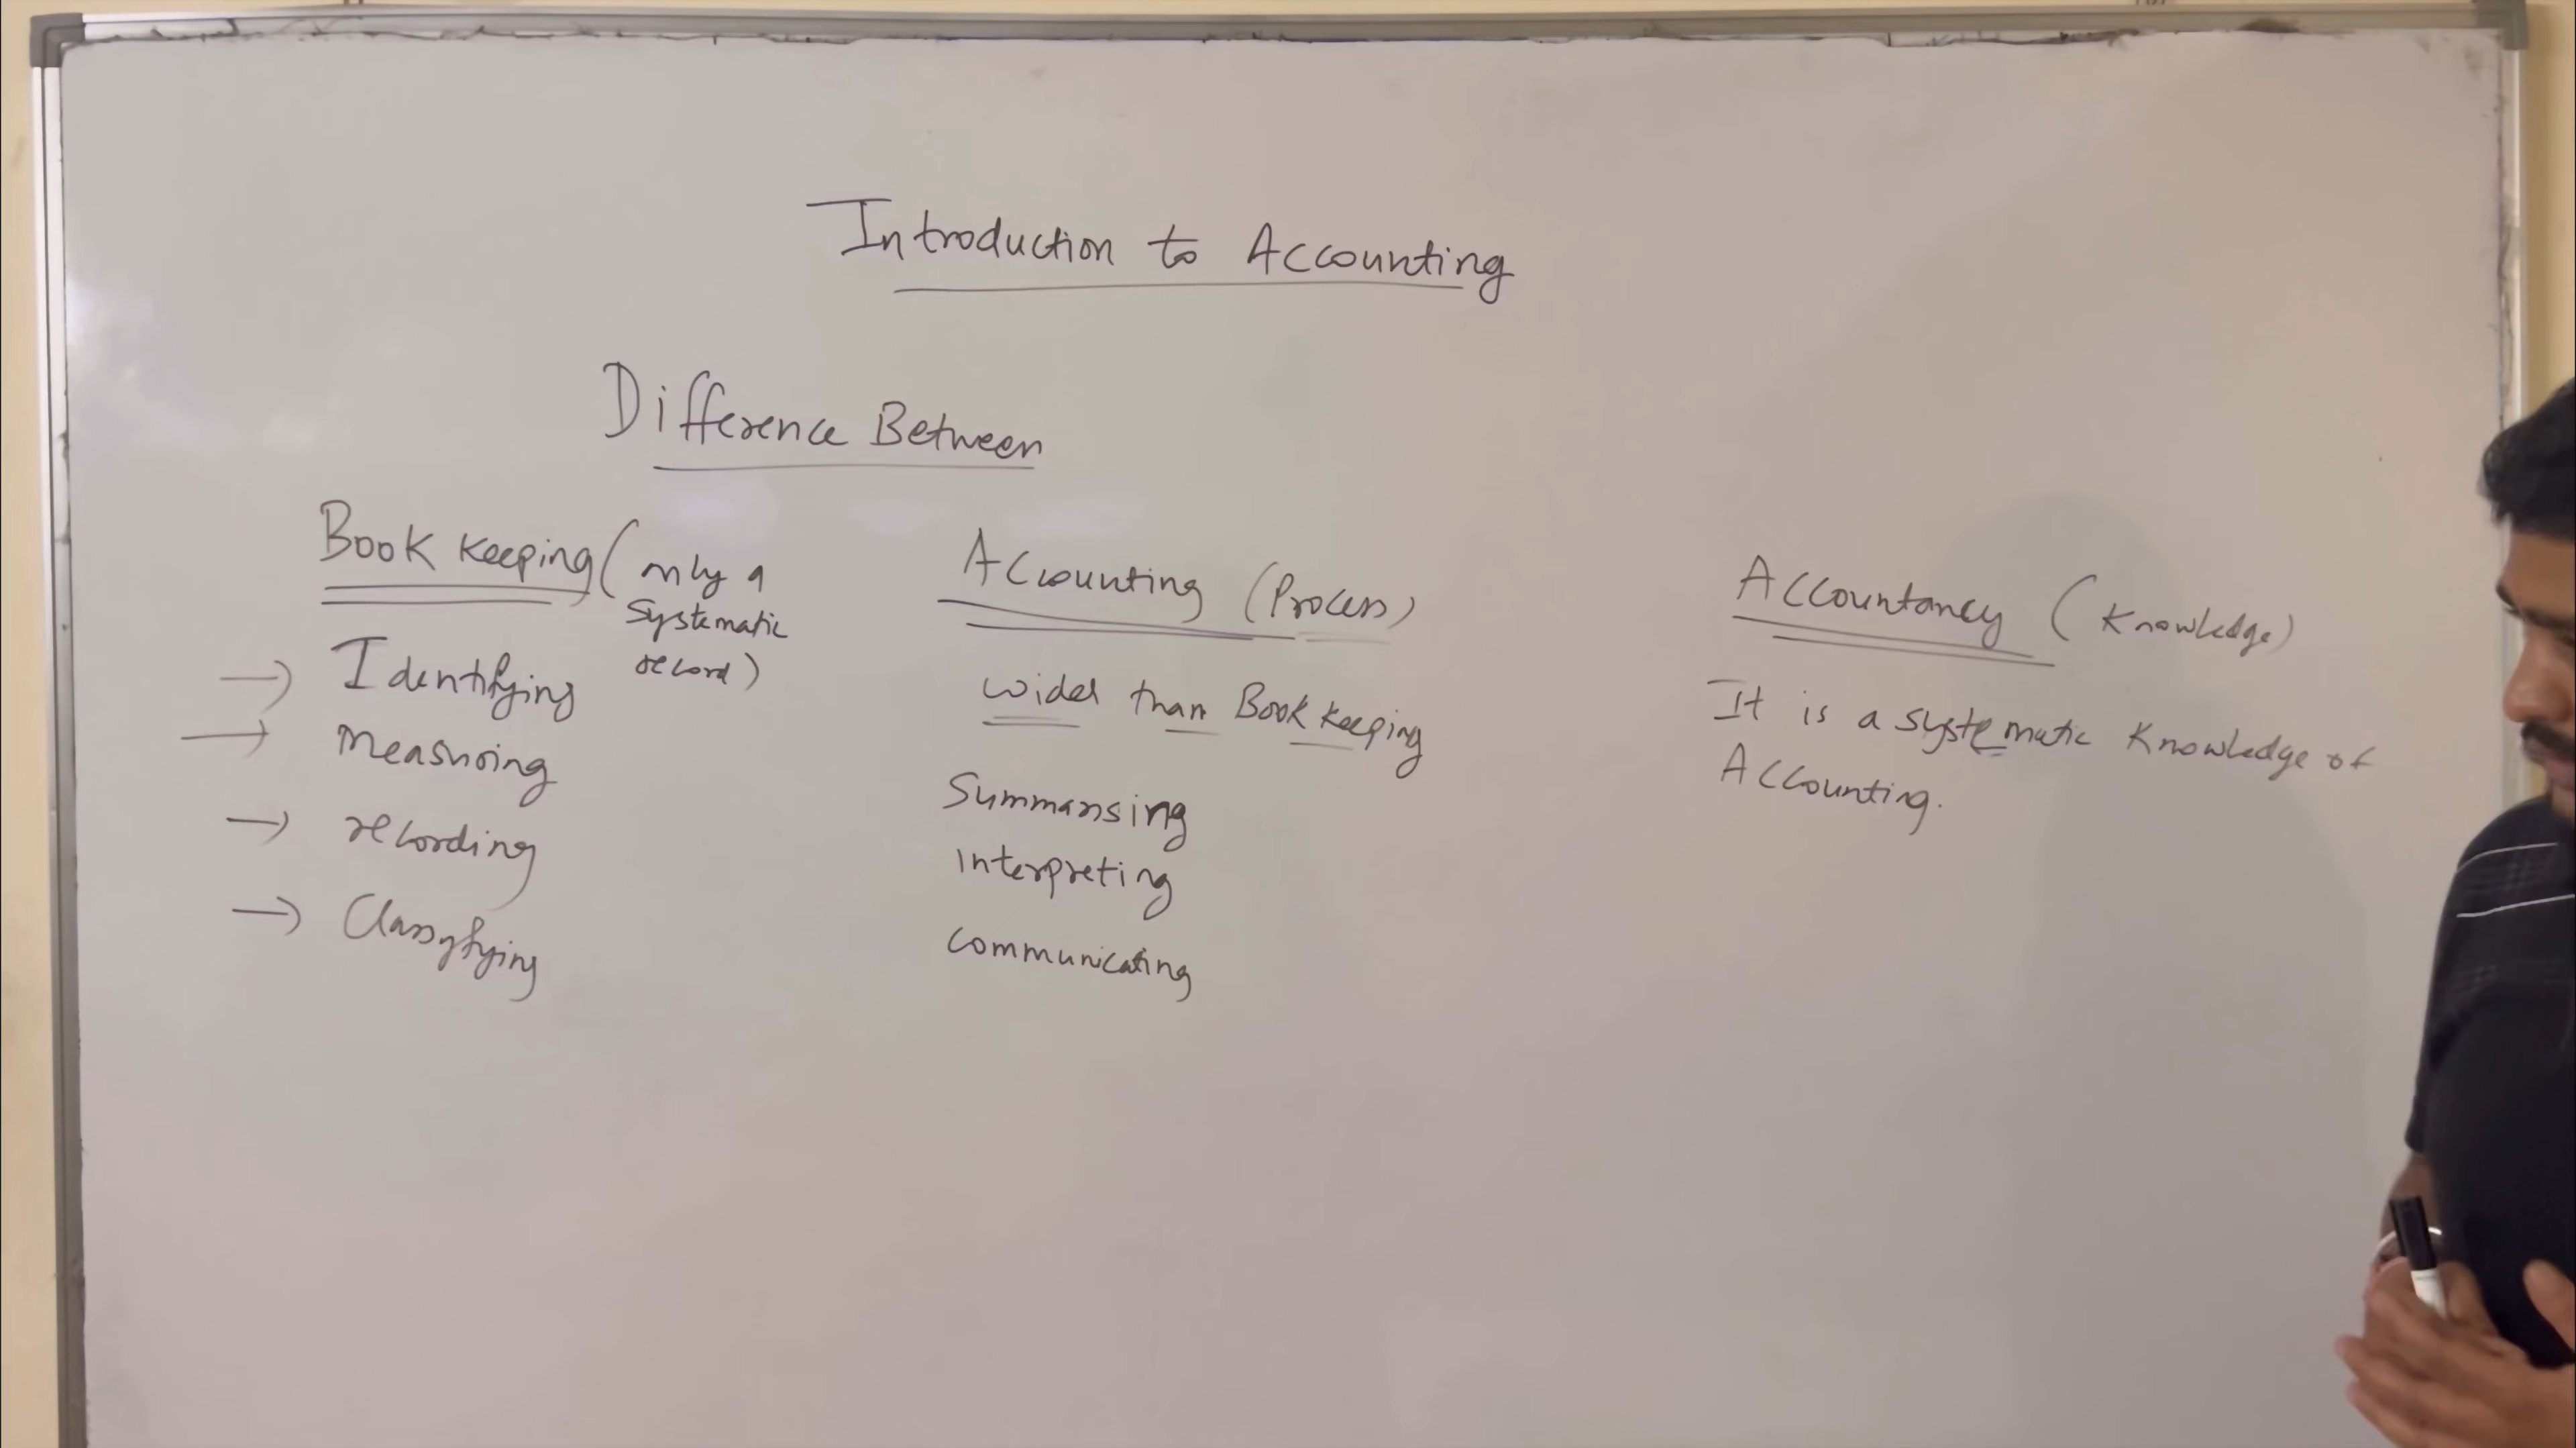 Introduction to Accounting
Difference Between
Book Keeping (only a
systematic
record)
→ Identifying
→ Measuring
→ recording
→ Classyfying
Accounting (Process)
wider than Book keeping
Summarising
interpreting
communicating
Accountancy (Knowledge)
It is a systematic Knowledge of
Accounting.